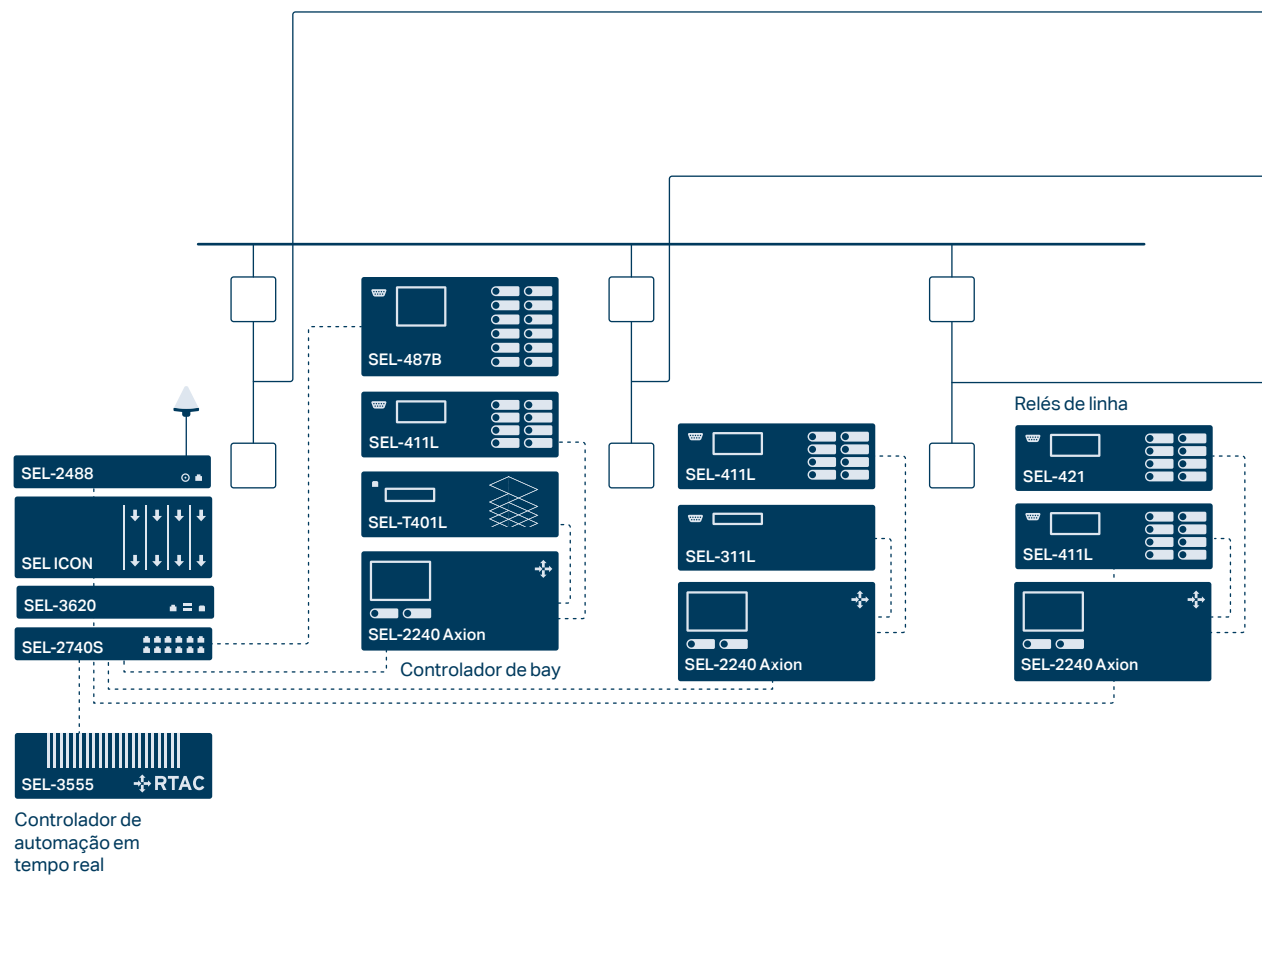 SEL-487B
SEL-411L
SEL-T401L
SEL-2240 Axion
Controlador de bay
SEL-2488
SEL ICON
SEL-3620
SEL-2740S
SEL-3555
RTAC
Controlador de
automação em
tempo real
SEL-411L
SEL-311L
SEL-2240 Axion
Relés de linha
SEL-421
SEL-411L
SEL-2240 Axion